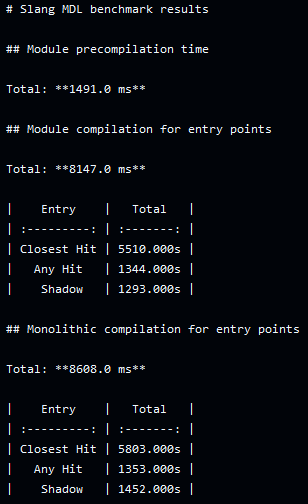 # Slang MDL benchmark results
## Module precompilation time
Total: **1491.0 ms**
## Module compilation for entry points
Total: **8147.0 ms**
|    Entry    |   Total   |
| :---------: | :-------: |
| Closest Hit | 5510.000s |
|   Any Hit   | 1344.000s |
|    Shadow   | 1293.000s |
## Monolithic compilation for entry points
Total: **8608.0 ms**
|    Entry    |   Total   |
| :---------: | :-------: |
| Closest Hit | 5803.000s |
|   Any Hit   | 1353.000s |
|    Shadow   | 1452.000s |